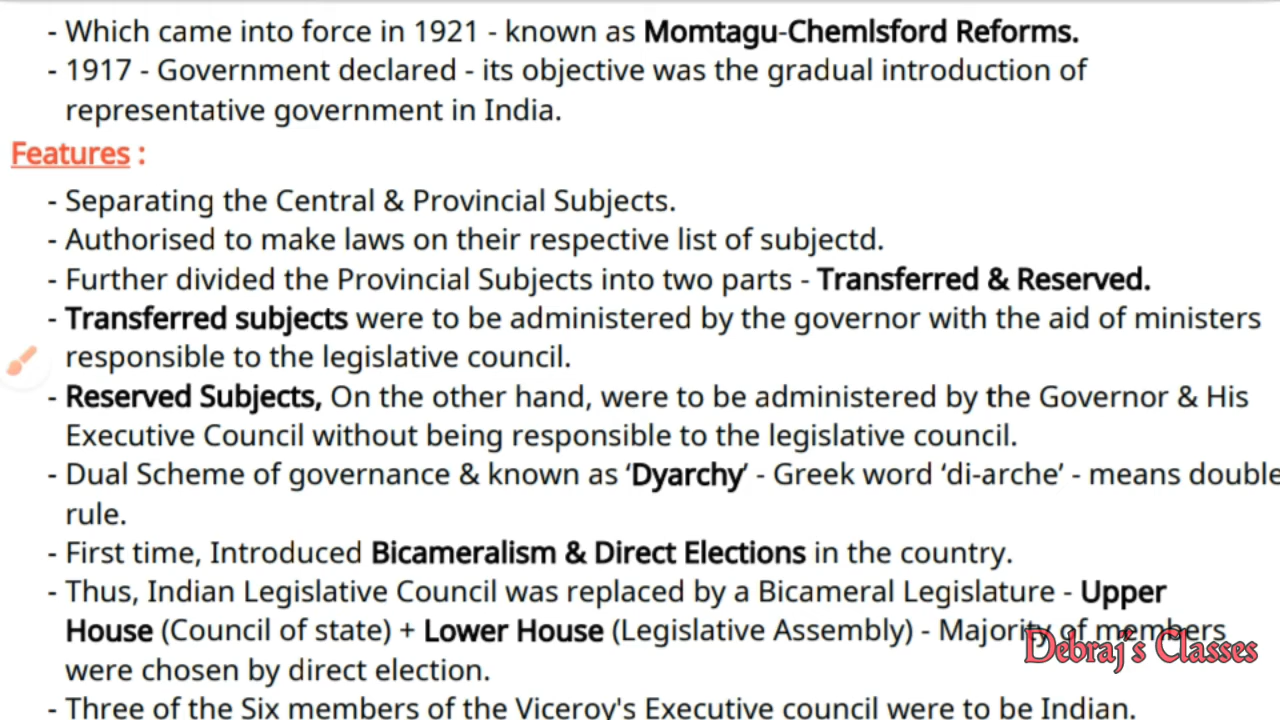 - Which came into force in 1921 - known as Momtagu-Chemlsford Reforms.
- 1917 - Government declared - its objective was the gradual introduction of
representative government in India.
Features :
- Separating the Central & Provincial Subjects.
- Authorised to make laws on their respective list of subjectd.
- Further divided the Provincial Subjects into two parts - Transferred & Reserved.
- Transferred subjects were to be administered by the governor with the aid of ministers
responsible to the legislative council.
- Reserved Subjects, On the other hand, were to be administered by the Governor & His
Executive Council without being responsible to the legislative council.
- Dual Scheme of governance & known as ‘Dyarchy’ - Greek word ‘di-arche’ - means double
rule.
- First time, Introduced Bicameralism & Direct Elections in the country.
- Thus, Indian Legislative Council was replaced by a Bicameral Legislature - Upper
House (Council of state) + Lower House (Legislative Assembly) - Majority of members
were chosen by direct election.
- Three of the Six members of the Viceroy's Executive council were to be Indian.
Debraj's Classes